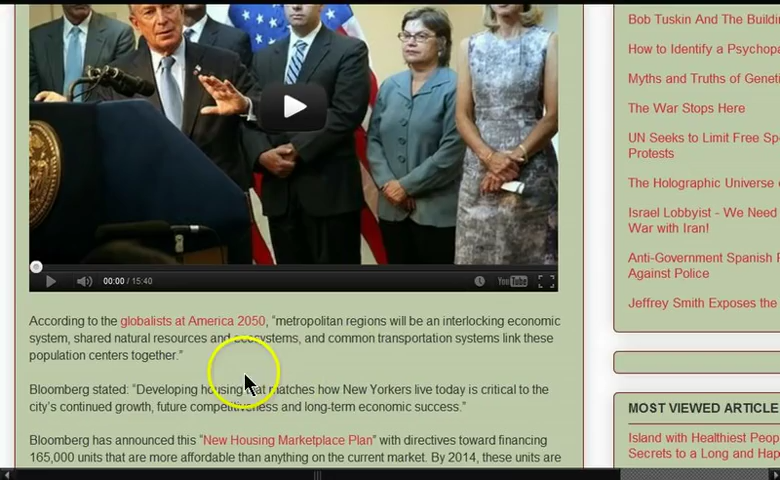 00:00 / 15:40
YouTube
According to the globalists at America 2050, “metropolitan regions will be an interlocking economic
system, shared natural resources and ecosystems, and common transportation systems link these
population centers together.”
Bloomberg stated: “Developing housing that matches how New Yorkers live today is critical to the
city’s continued growth, future competitiveness and long-term economic success.”
Bloomberg has announced this “New Housing Marketplace Plan” with directives toward financing
165,000 units that are more affordable than anything on the current market. By 2014, these units are
Bob Tuskin And The
How to Identify a
Myths and Truths of
The War Stops Here
UN Seeks to Limit Free
Protests
The Holographic Universe
Israel Lobbyist - We Need
War with Iran!
Anti-Government Spanish
Against Police
Jeffrey Smith Exposes the
MOST VIEWED ARTICLE
Island with Healthiest
Secrets to a Long and